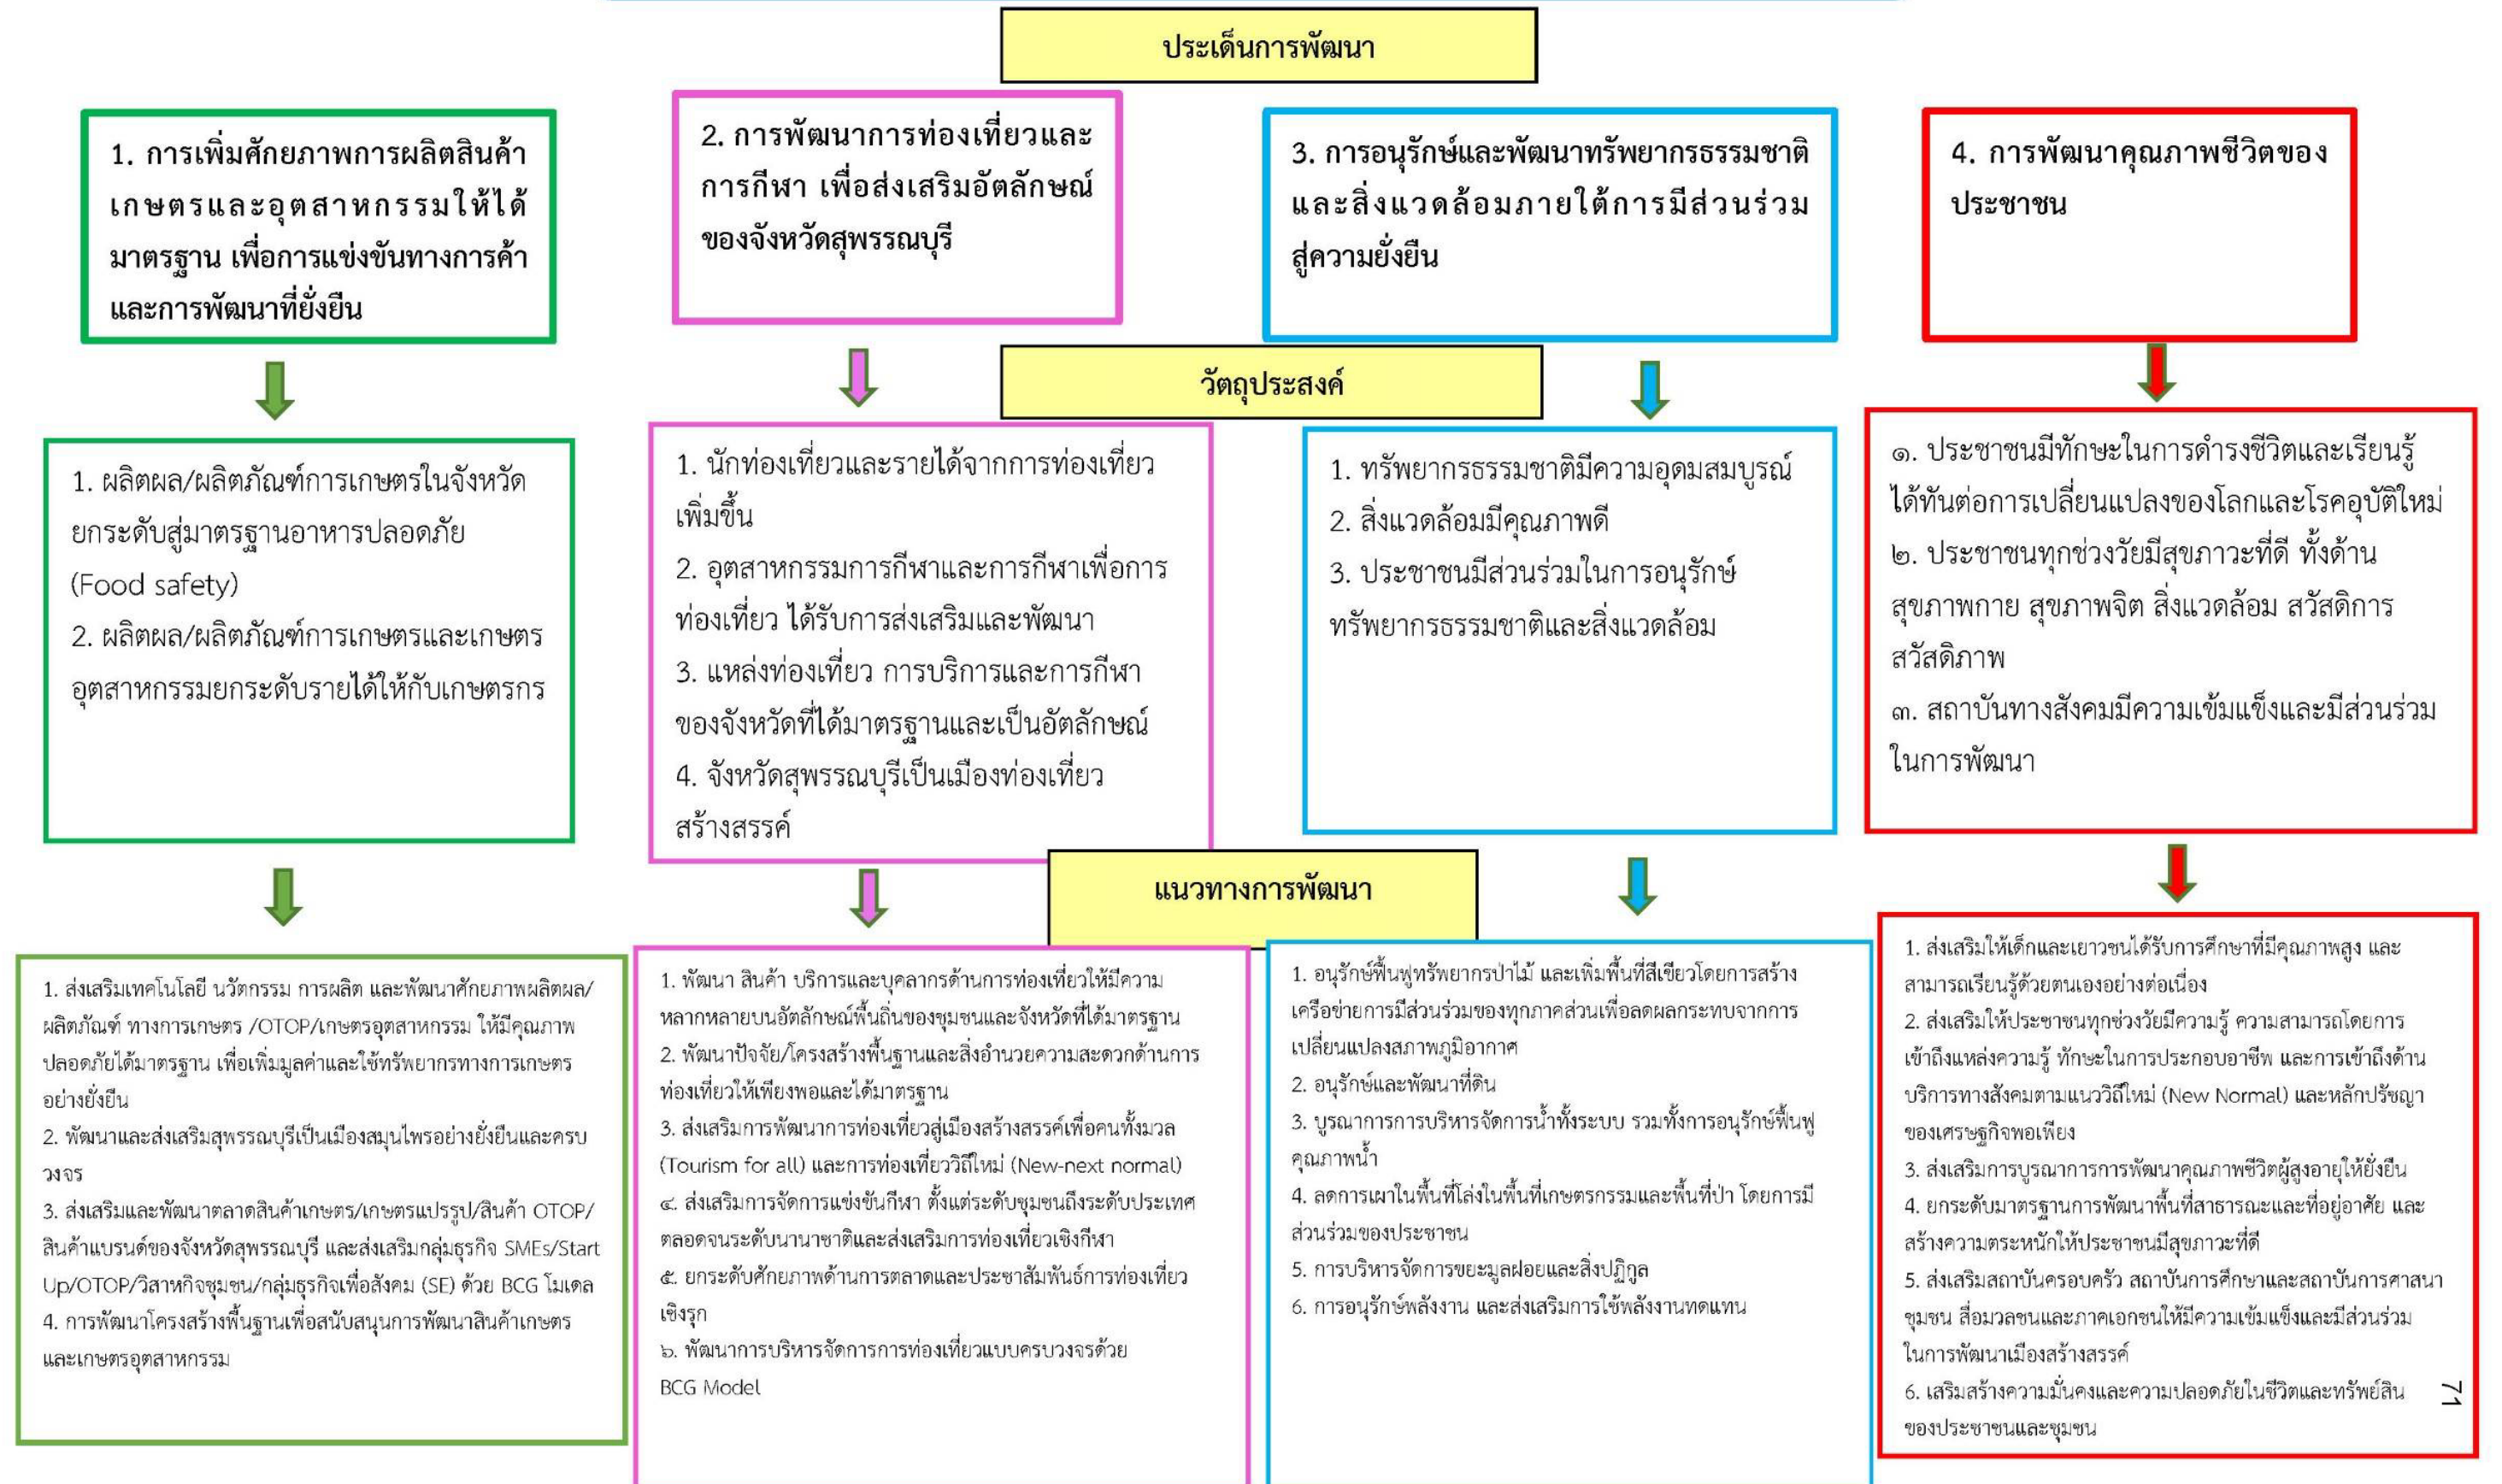 ประเด็นการพัฒนา
1. การเพิ่มศักยภาพการผลิตสินค้า
เกษตรและอุตสาหกรรมให้ได้
มาตรฐาน เพื่อการแข่งขันทางการค้า
และการพัฒนาที่ยั่งยืน
2. การพัฒนาการท่องเที่ยวและ
การกีฬา เพื่อส่งเสริมอัตลักษณ์
ของจังหวัดสุพรรณบุรี
3. การอนุรักษ์และพัฒนาทรัพยากรธรรมชาติ
และสิ่งแวดล้อมภายใต้การมีส่วนร่วม
สู่ความยั่งยืน
4. การพัฒนาคุณภาพชีวิตของ
ประชาชน
วัตถุประสงค์
1. ผลิตผล/ผลิตภัณฑ์การเกษตรในจังหวัด
ยกระดับสู่มาตรฐานอาหารปลอดภัย
(Food safety)
2. ผลิตผล/ผลิตภัณฑ์การเกษตรและเกษตร
อุตสาหกรรมยกระดับรายได้ให้กับเกษตรกร
1. นักท่องเที่ยวและรายได้จากการท่องเที่ยว
เพิ่มขึ้น
2. อุตสาหกรรมการกีฬาและการกีฬาเพื่อการ
ท่องเที่ยว ได้รับการส่งเสริมและพัฒนา
3. แหล่งท่องเที่ยว การบริการและการกีฬา
ของจังหวัดที่ได้มาตรฐานและเป็นอัตลักษณ์
4. จังหวัดสุพรรณบุรีเป็นเมืองท่องเที่ยว
สร้างสรรค์
1. ทรัพยากรธรรมชาติมีความอุดมสมบูรณ์
2. สิ่งแวดล้อมมีคุณภาพดี
3. ประชาชนมีส่วนร่วมในการอนุรักษ์
ทรัพยากรธรรมชาติและสิ่งแวดล้อม
๑. ประชาชนมีทักษะในการดำรงชีวิตและเรียนรู้
ได้ทันต่อการเปลี่ยนแปลงของโลกและโรคอุบัติใหม่
๒. ประชาชนทุกช่วงวัยมีสุขภาวะที่ดี ทั้งด้าน
สุขภาพกาย สุขภาพจิต สิ่งแวดล้อม สวัสดิการ
สวัสดิภาพ
๓. สถาบันทางสังคมมีความเข้มแข็งและมีส่วนร่วม
ในการพัฒนา
แนวทางการพัฒนา
1. ส่งเสริมเทคโนโลยี นวัตกรรม การผลิต และพัฒนาศักยภาพผลิตผล/
ผลิตภัณฑ์ ทางการเกษตร /OTOP/เกษตรอุตสาหกรรม ให้มีคุณภาพ
ปลอดภัยได้มาตรฐาน เพื่อเพิ่มมูลค่าและใช้ทรัพยากรทางการเกษตร
อย่างยั่งยืน
2. พัฒนาและส่งเสริมสุพรรณบุรีเป็นเมืองสมุนไพรอย่างยั่งยืนและครบ
วงจร
3. ส่งเสริมและพัฒนาตลาดสินค้าเกษตร/เกษตรแปรรูป/สินค้า OTOP/
สินค้าแบรนด์ของจังหวัดสุพรรณบุรี และส่งเสริมกลุ่มธุรกิจ SMEs/Start
Up/OTOP/วิสาหกิจชุมชน/กลุ่มธุรกิจเพื่อสังคม (SE) ด้วย BCG โมเดล
4. การพัฒนาโครงสร้างพื้นฐานเพื่อสนับสนุนการพัฒนาสินค้าเกษตร
และเกษตรอุตสาหกรรม
1. พัฒนา สินค้า บริการและบุคลากรด้านการท่องเที่ยวให้มีความ
หลากหลายบนอัตลักษณ์พื้นถิ่นของชุมชนและจังหวัดที่ได้มาตรฐาน
2. พัฒนาปัจจัย/โครงสร้างพื้นฐานและสิ่งอำนวยความสะดวกด้านการ
ท่องเที่ยวให้เพียงพอและได้มาตรฐาน
3. ส่งเสริมการพัฒนาการท่องเที่ยวสู่เมืองสร้างสรรค์เพื่อคนทั้งมวล
(Tourism for all) และการท่องเที่ยววิถีใหม่ (New-next normal)
๔. ส่งเสริมการจัดการแข่งขันกีฬา ตั้งแต่ระดับชุมชนถึงระดับประเทศ
ตลอดจนระดับนานาชาติและส่งเสริมการท่องเที่ยวเชิงกีฬา
๕. ยกระดับศักยภาพด้านการตลาดและประชาสัมพันธ์การท่องเที่ยว
เชิงรุก
๖. พัฒนาการบริหารจัดการการท่องเที่ยวแบบครบวงจรด้วย
BCG Model
1. อนุรักษ์ฟื้นฟูทรัพยากรป่าไม้ และเพิ่มพื้นที่สีเขียวโดยการสร้าง
เครือข่ายการมีส่วนร่วมของทุกภาคส่วนเพื่อลดผลกระทบจากการ
เปลี่ยนแปลงสภาพภูมิอากาศ
2. อนุรักษ์และพัฒนาที่ดิน
3. บูรณาการการบริหารจัดการน้ำทั้งระบบ รวมทั้งการอนุรักษ์ฟื้นฟู
คุณภาพน้ำ
4. ลดการเผาในพื้นที่โล่งในพื้นที่เกษตรกรรมและพื้นที่ป่า โดยการมี
ส่วนร่วมของประชาชน
5. การบริหารจัดการขยะมูลฝอยและสิ่งปฏิกูล
6. การอนุรักษ์พลังงาน และส่งเสริมการใช้พลังงานทดแทน
1. ส่งเสริมให้เด็กและเยาวชนได้รับการศึกษาที่มีคุณภาพสูง และ
สามารถเรียนรู้ด้วยตนเองอย่างต่อเนื่อง
2. ส่งเสริมให้ประชาชนทุกช่วงวัยมีความรู้ ความสามารถโดยการ
เข้าถึงแหล่งความรู้ ทักษะในการประกอบอาชีพ และการเข้าถึงด้าน
บริการทางสังคมตามแนววิถีใหม่ (New Normal) และหลักปรัชญา
ของเศรษฐกิจพอเพียง
3. ส่งเสริมการบูรณาการการพัฒนาคุณภาพชีวิตผู้สูงอายุให้ยั่งยืน
4. ยกระดับมาตรฐานการพัฒนาพื้นที่สาธารณะและที่อยู่อาศัย และ
สร้างความตระหนักให้ประชาชนมีสุขภาวะที่ดี
5. ส่งเสริมสถาบันครอบครัว สถาบันการศึกษาและสถาบันการศาสนา
ชุมชน สื่อมวลชนและภาคเอกชนให้มีความเข้มแข็งและมีส่วนร่วม
ในการพัฒนาเมืองสร้างสรรค์
6. เสริมสร้างความมั่นคงและความปลอดภัยในชีวิตและทรัพย์สิน
ของประชาชนและชุมชน
71